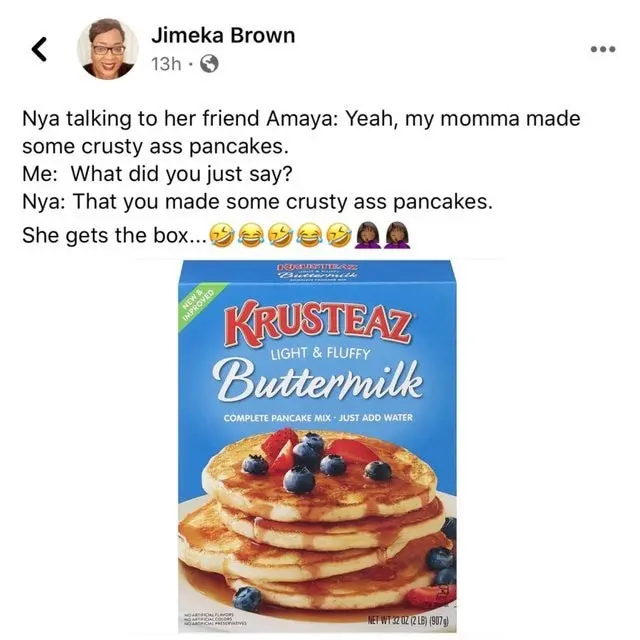 Jimeka Brown
13h ·
Nya talking to her friend Amaya: Yeah, my momma made
some crusty ass pancakes.
Me:  What did you just say?
Nya: That you made some crusty ass pancakes.
She gets the box...🤣😂🤣😂🤣🤦🏾‍♀️🤦🏾‍♀️
KRUSTEAZ
Buttermilk
NEW &
IMPROVED
KRUSTEAZ
LIGHT & FLUFFY
Buttermilk
COMPLETE PANCAKE MIX · JUST ADD WATER
NO ARTIFICIAL FLAVORS
NO ARTIFICIAL COLORS
NO ARTIFICIAL PRESERVATIVES
NET WT 32 OZ (2 LB) (907g)